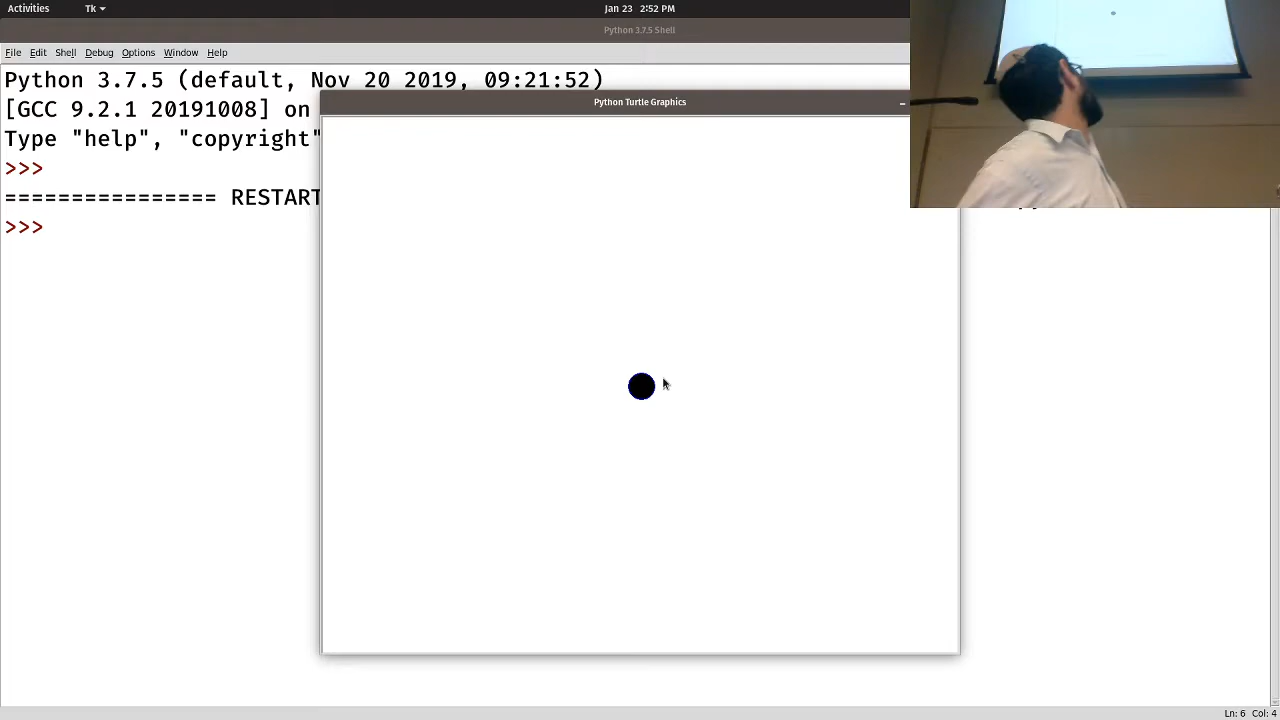 Activities Tk Jan 23 2:52 PM
Python 3.7.5 Shell
File Edit Shell Debug Options Window Help
Python 3.7.5 (default, Nov 20 2019, 09:21:52)
[GCC 9.2.1 20191008] on
Python Turtle Graphics
Type "help", "copyright"
>>>
=============== RESTART
>>>
Ln: 6 Col: 4